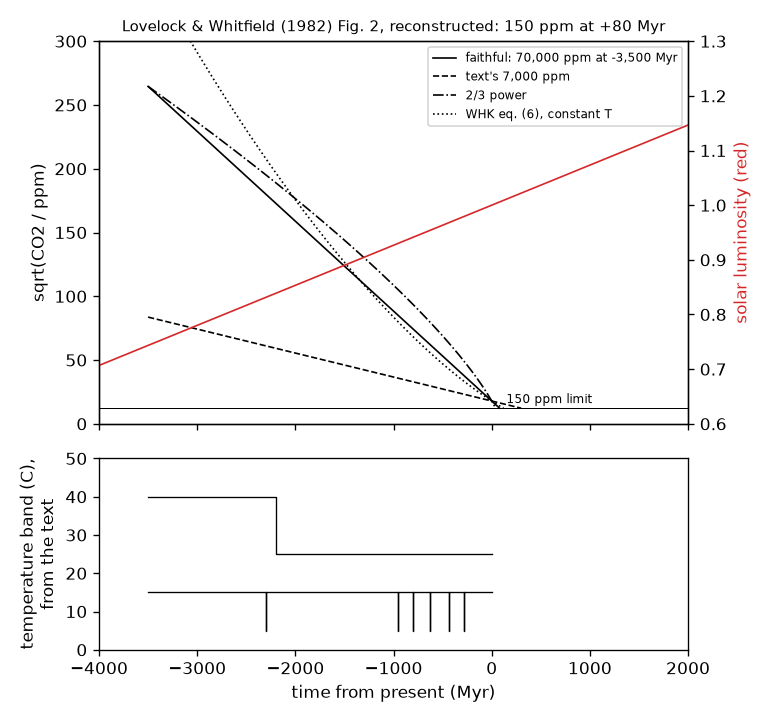 Lovelock & Whitfield (1982) Fig. 2, reconstructed: 150 ppm at +80 Myr
300
250
200
150
100
50
0
sqrt(CO2 / ppm)
faithful: 70,000 ppm at -3,500 Myr
text's 7,000 ppm
2/3 power
WHK eq. (6), constant T
150 ppm limit
1.3
1.2
1.1
1.0
0.9
0.8
0.7
0.6
solar luminosity (red)
50
40
30
20
10
0
temperature band (C),
from the text
−4000
−3000
−2000
−1000
0
1000
2000
time from present (Myr)